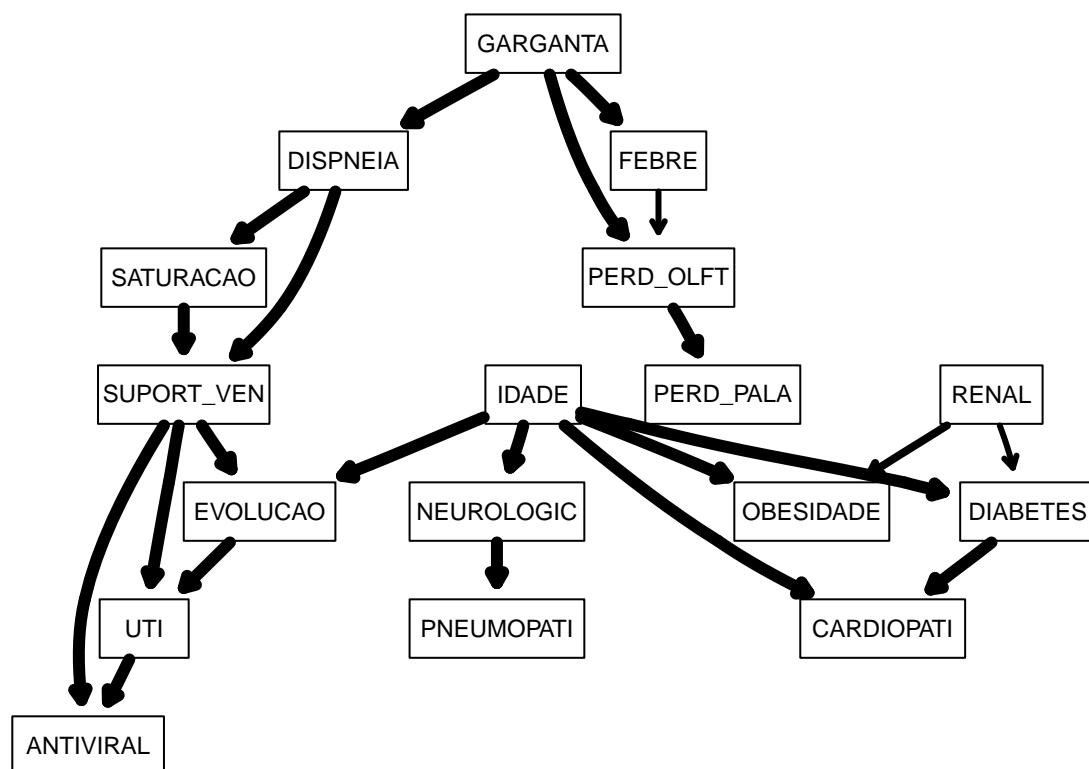 GARGANTA
DISPNEIA
FEBRE
SATURACAO
PERD_OLFT
SUPORT_VEN
IDADE
PERD_PALA
RENAL
EVOLUCAO
NEUROLOGIC
OBESIDADE
DIABETES
UTI
PNEUMOPATI
CARDIOPATI
ANTIVIRAL